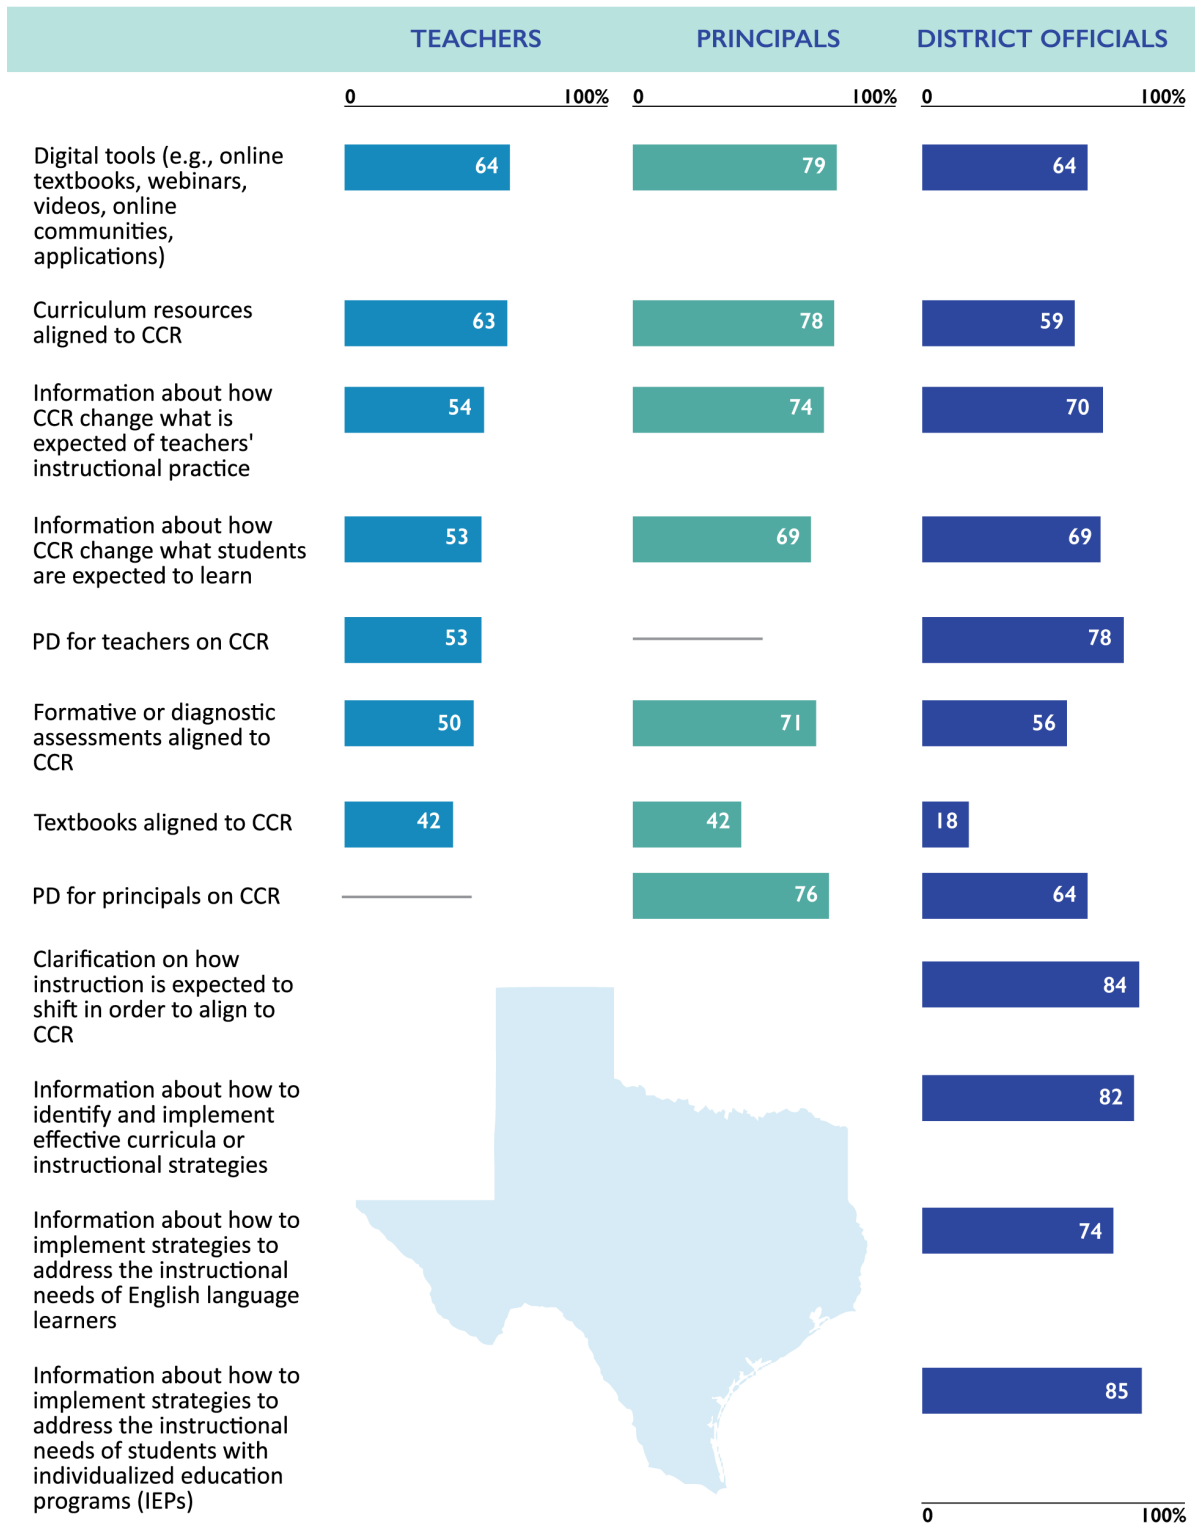 TEACHERS PRINCIPALS DISTRICT OFFICIALS
0 100% 0 100% 0 100%
Digital tools (e.g., online
textbooks, webinars,
videos, online
communities,
applications)
64 79 64
Curriculum resources
aligned to CCR
63 78 59
Information about how
CCR change what is
expected of teachers'
instructional practice
54 74 70
Information about how
CCR change what students
are expected to learn
53 69 69
PD for teachers on CCR
53 78
Formative or diagnostic
assessments aligned to
CCR
50 71 56
Textbooks aligned to CCR
42 42 18
PD for principals on CCR
76 64
Clarification on how
instruction is expected to
shift in order to align to
CCR
84
Information about how to
identify and implement
effective curricula or
instructional strategies
82
Information about how to
implement strategies to
address the instructional
needs of English language
learners
74
Information about how to
implement strategies to
address the instructional
needs of students with
individualized education
programs (IEPs)
85
0 100%